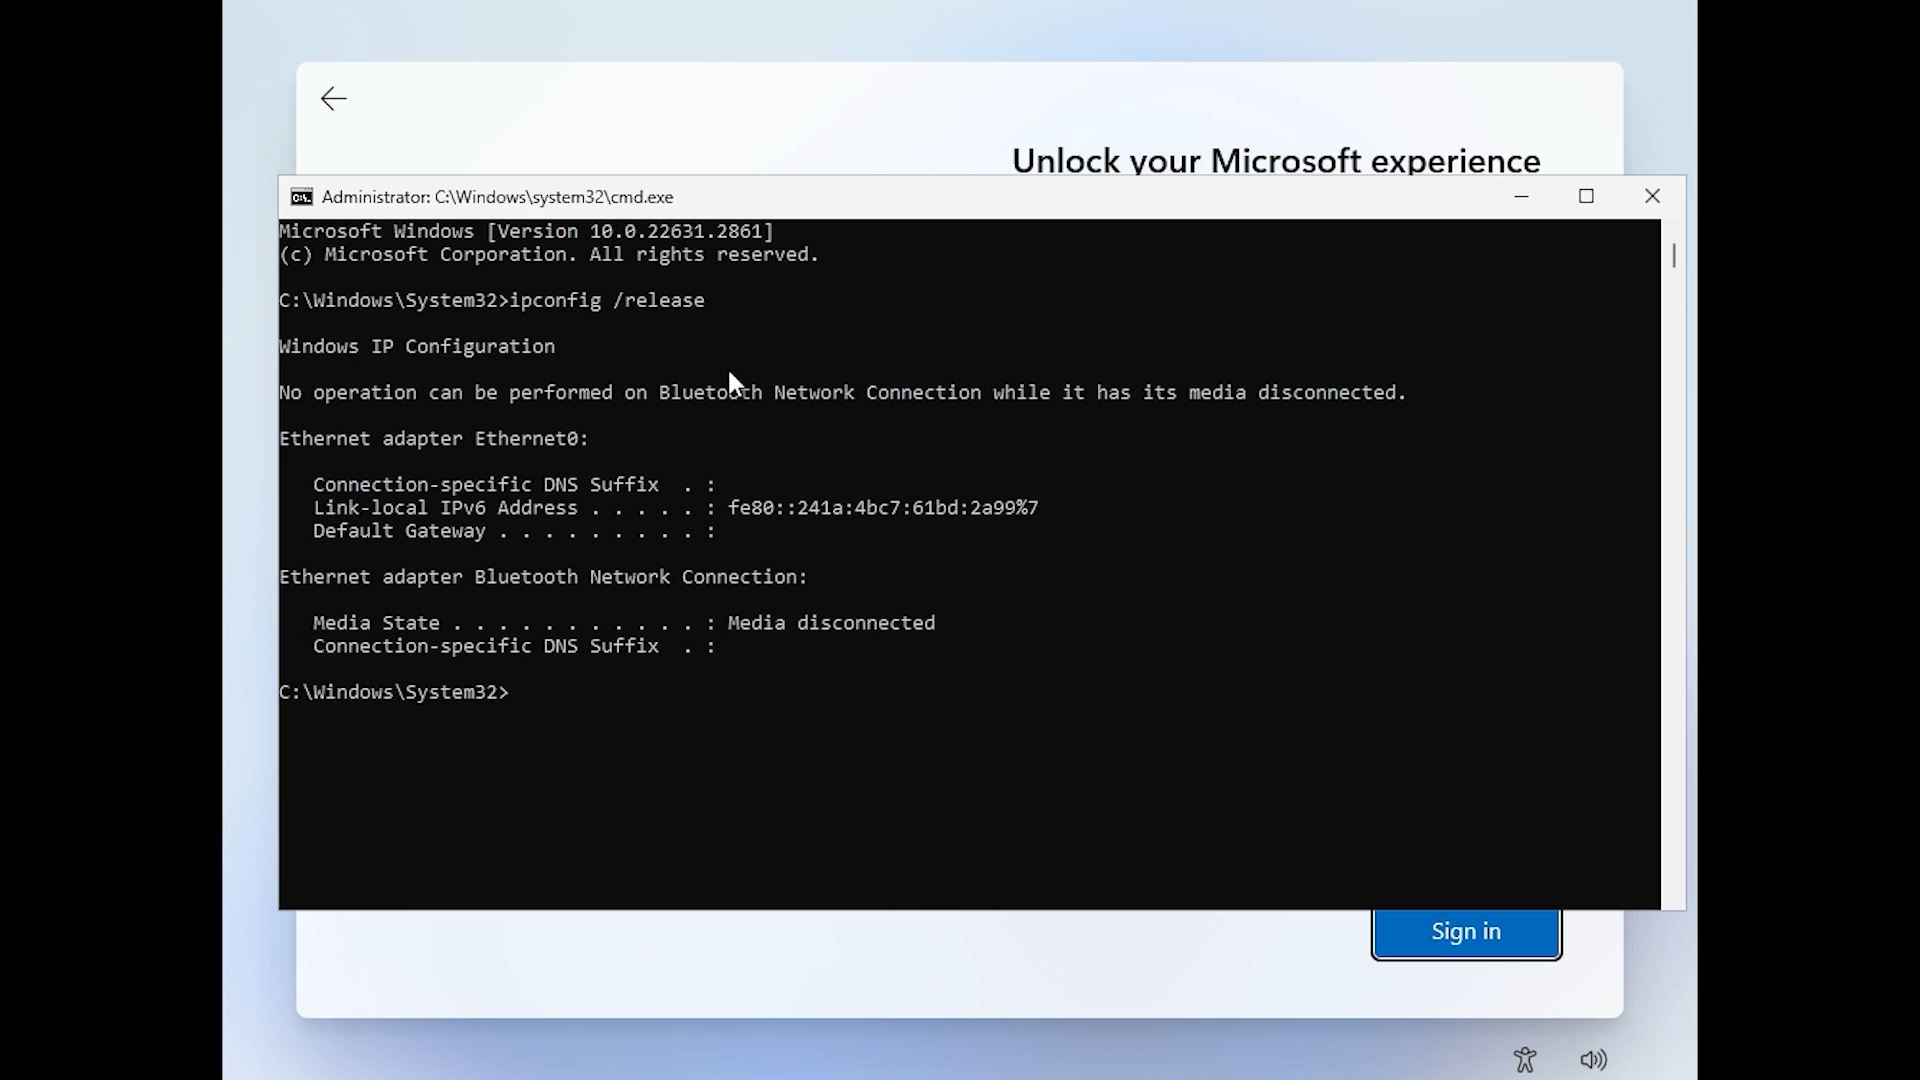 Unlock your Microsoft experience
Administrator: C:\Windows\system32\cmd.exe
Microsoft Windows [Version 10.0.22631.2861]
(c) Microsoft Corporation. All rights reserved.
C:\Windows\System32>ipconfig /release
Windows IP Configuration
No operation can be performed on Bluetooth Network Connection while it has its media disconnected.
Ethernet adapter Ethernet0:
Connection-specific DNS Suffix  . :
Link-local IPv6 Address . . . . . : fe80::241a:4bc7:61bd:2a99%7
Default Gateway . . . . . . . . . :
Ethernet adapter Bluetooth Network Connection:
Media State . . . . . . . . . . . : Media disconnected
Connection-specific DNS Suffix  . :
C:\Windows\System32>
Sign in